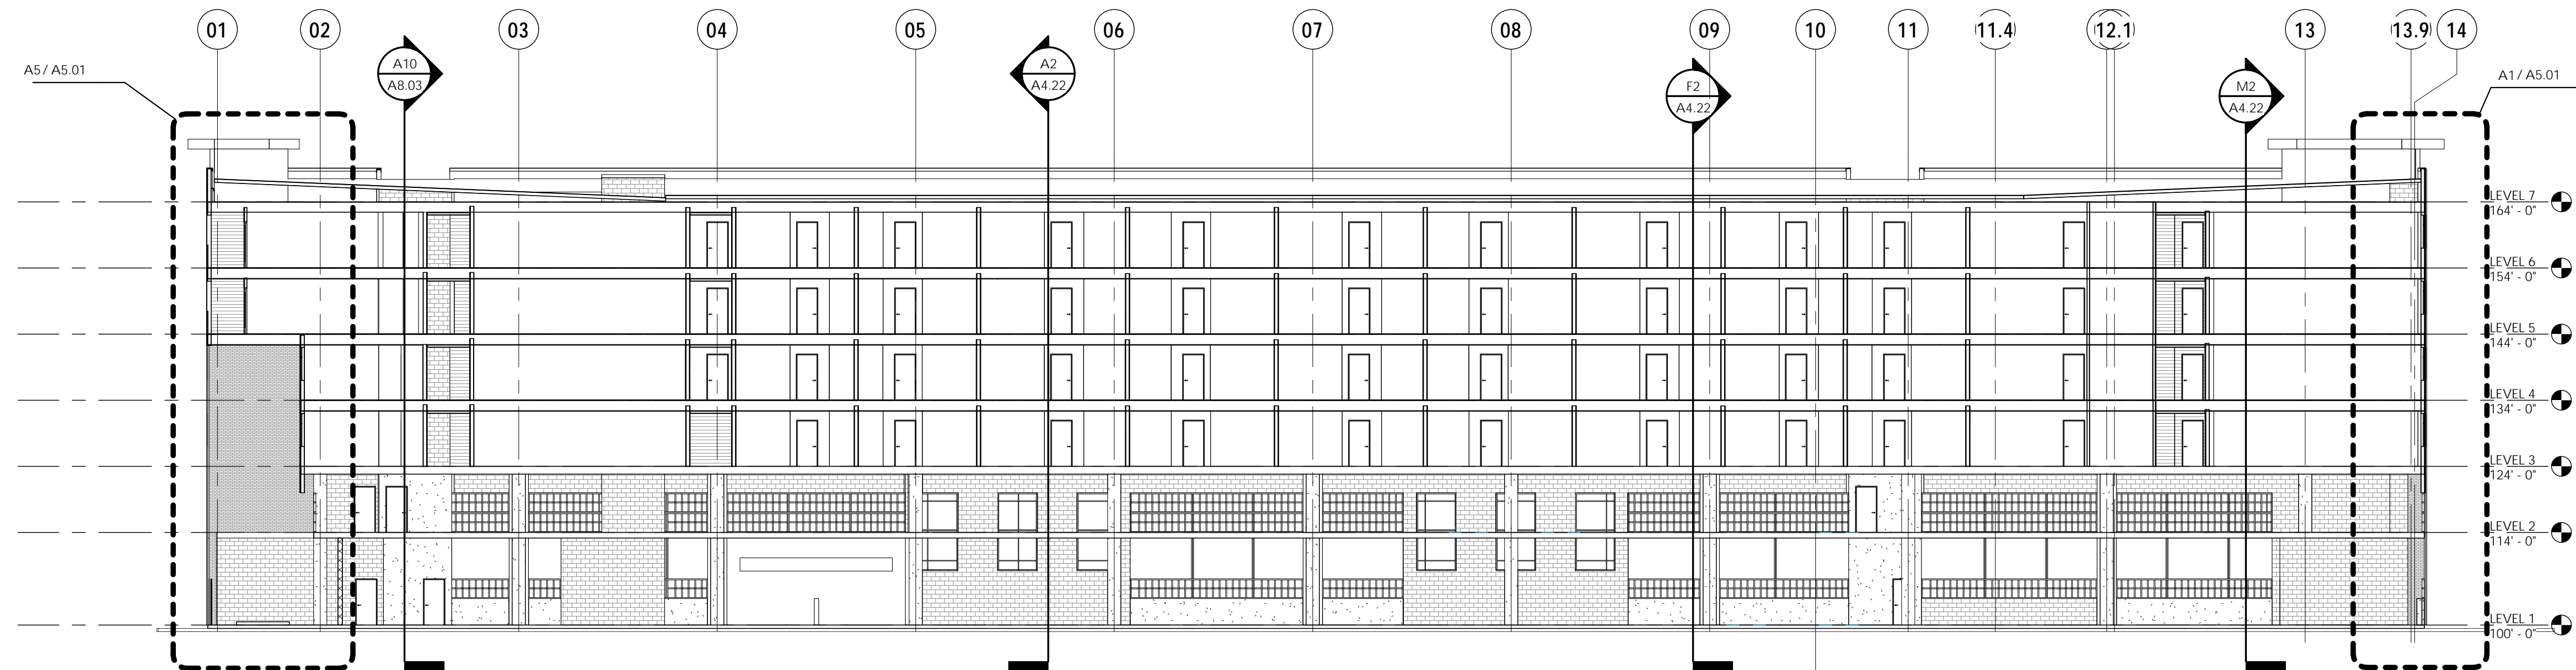 01
02
03
04
05
06
07
08
09
10
11
11.4
12.1
13
13.9
14
A5 / A5.01
A10
A8.03
A2
A4.22
F2
A4.22
M2
A4.22
A1 / A5.01
LEVEL 7
164' - 0"
LEVEL 6
154' - 0"
LEVEL 5
144' - 0"
LEVEL 4
134' - 0"
LEVEL 3
124' - 0"
LEVEL 2
114' - 0"
LEVEL 1
100' - 0"